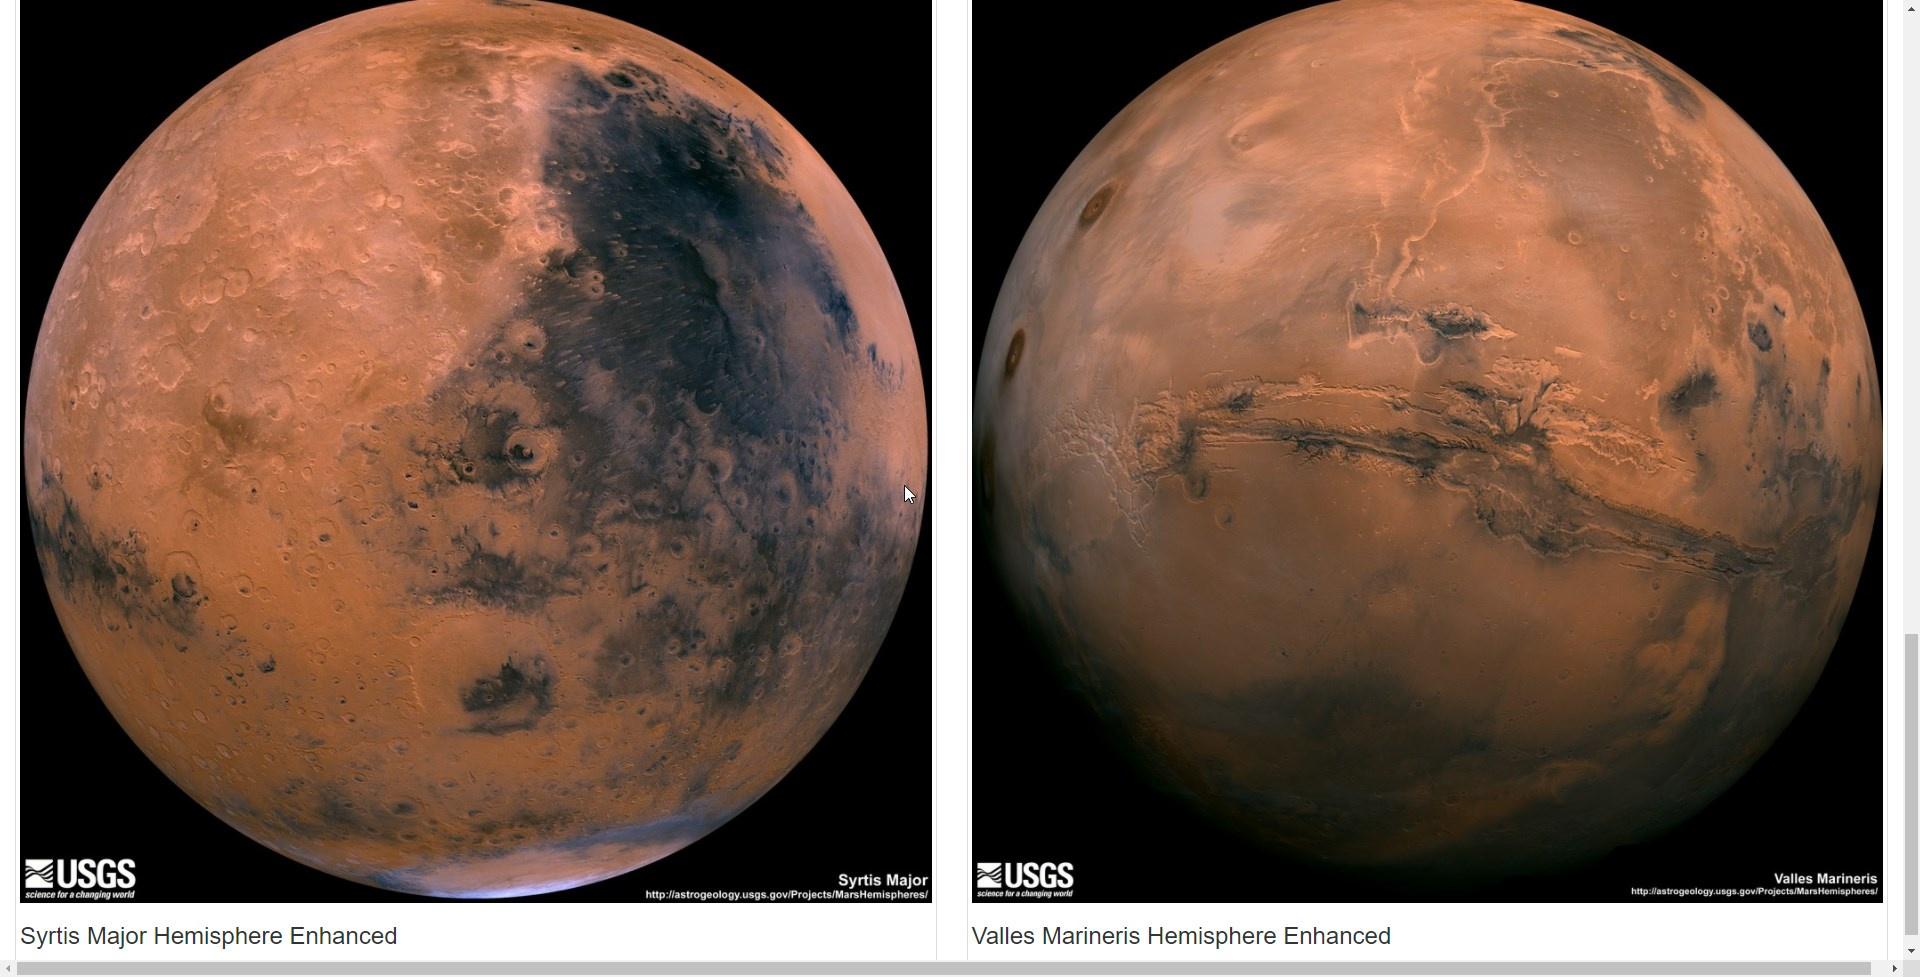 USGS
science for a changing world
Syrtis Major
http://astrogeology.usgs.gov/Projects/MarsHemispheres/
Syrtis Major Hemisphere Enhanced
USGS
science for a changing world
Valles Marineris
http://astrogeology.usgs.gov/Projects/MarsHemispheres/
Valles Marineris Hemisphere Enhanced